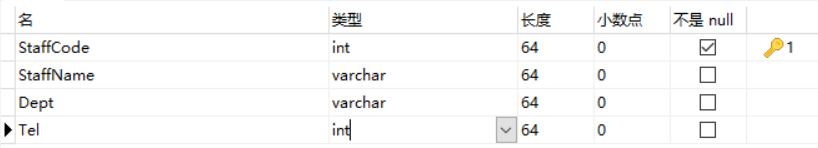 名 类型 长度 小数点 不是 null
StaffCode int 64 0 1
StaffName varchar 64 0
Dept varchar 64 0
Tel int 64 0